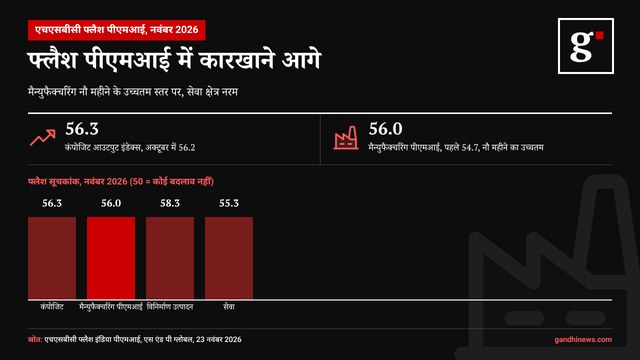 एचएसबीसी फ्लैश पीएमआई, नवंबर 2026
g
फ्लैश पीएमआई में कारखाने आगे
मैन्युफैक्चरिंग नौ महीने के उच्चतम स्तर पर, सेवा क्षेत्र नरम
56.3
कंपोजिट आउटपुट इंडेक्स, अक्टूबर में 56.2
56.0
मैन्युफैक्चरिंग पीएमआई, पहले 54.7, नौ महीने का उच्चतम
फ्लैश सूचकांक, नवंबर 2026 (50 = कोई बदलाव नहीं)
56.3 56.0 58.3 55.3
कंपोजिट मैन्युफैक्चरिंग पीएमआई विनिर्माण उत्पादन सेवा
स्रोत: एचएसबीसी फ्लैश इंडिया पीएमआई, एस एंड पी ग्लोबल, 23 नवंबर 2026
gandhinews.com